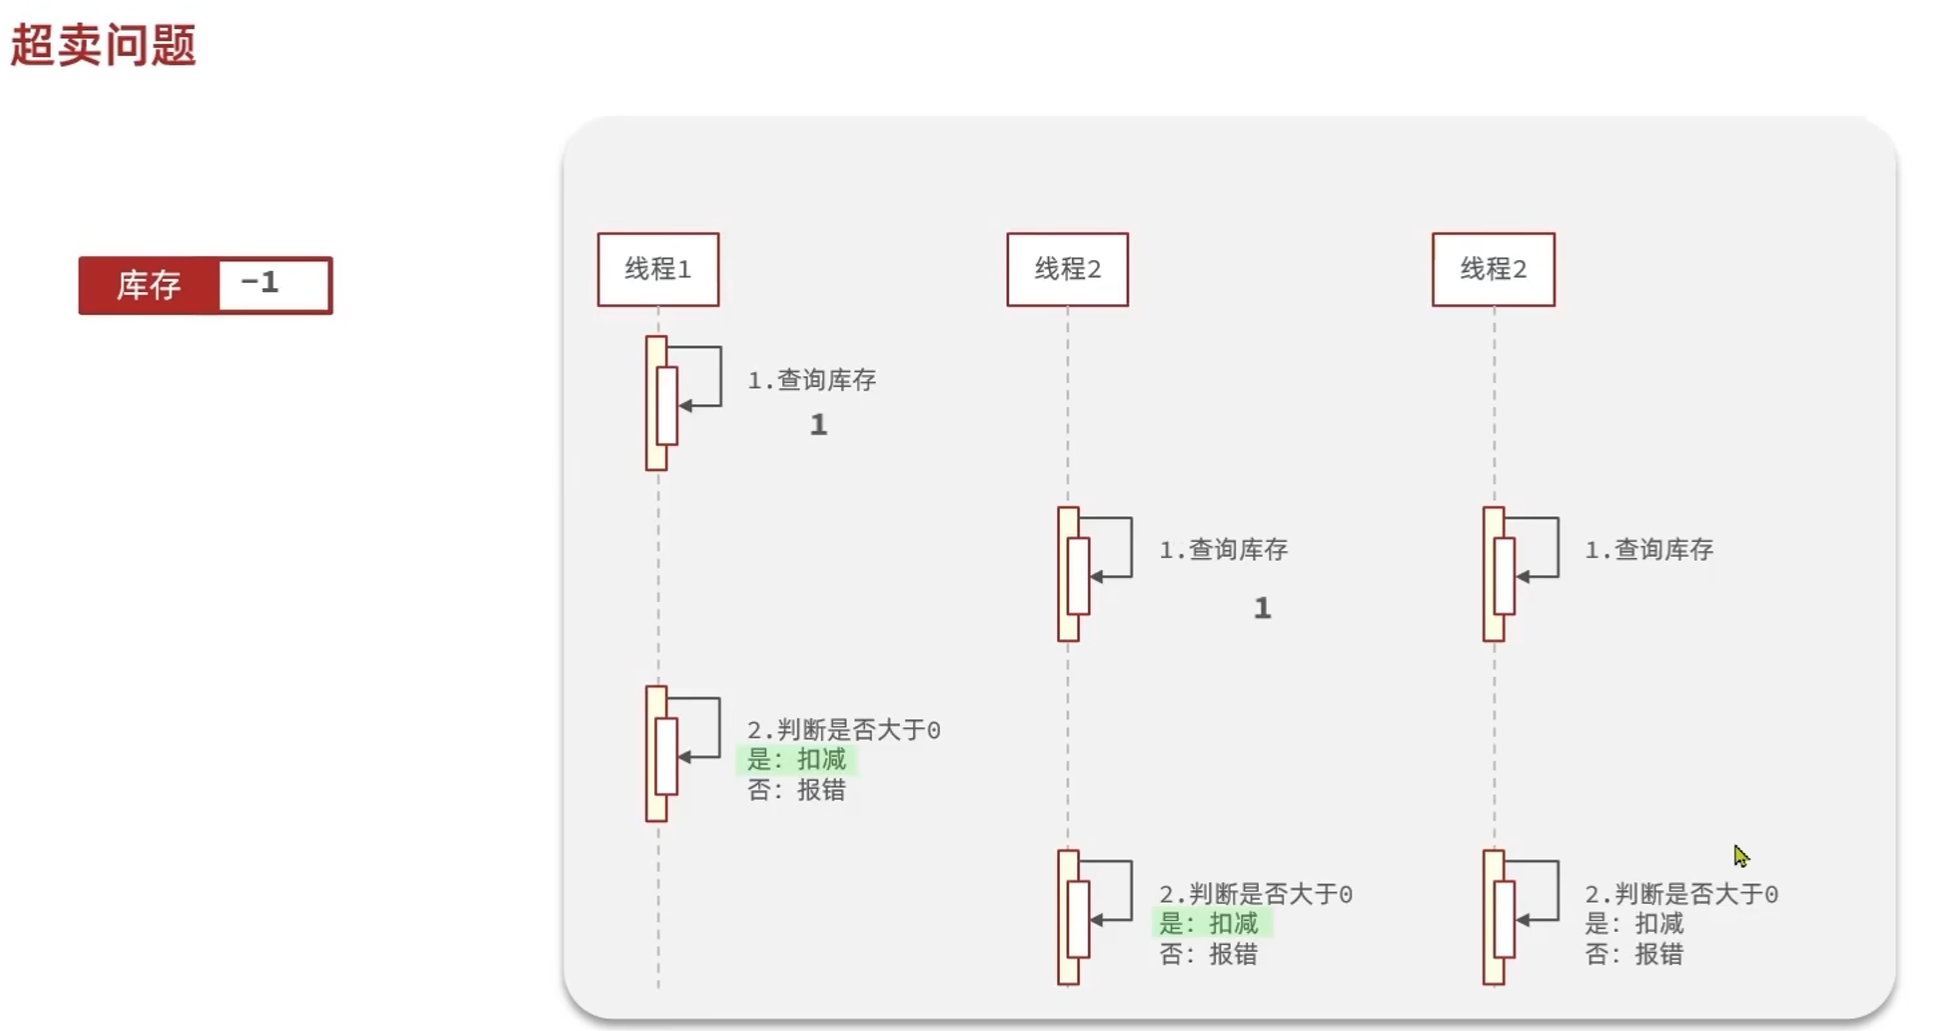 超卖问题
库存 -1
线程1
线程2
线程2
1.查询库存
1
1.查询库存
1
1.查询库存
2.判断是否大于0
是：扣减
否：报错
2.判断是否大于0
是：扣减
否：报错
2.判断是否大于0
是：扣减
否：报错